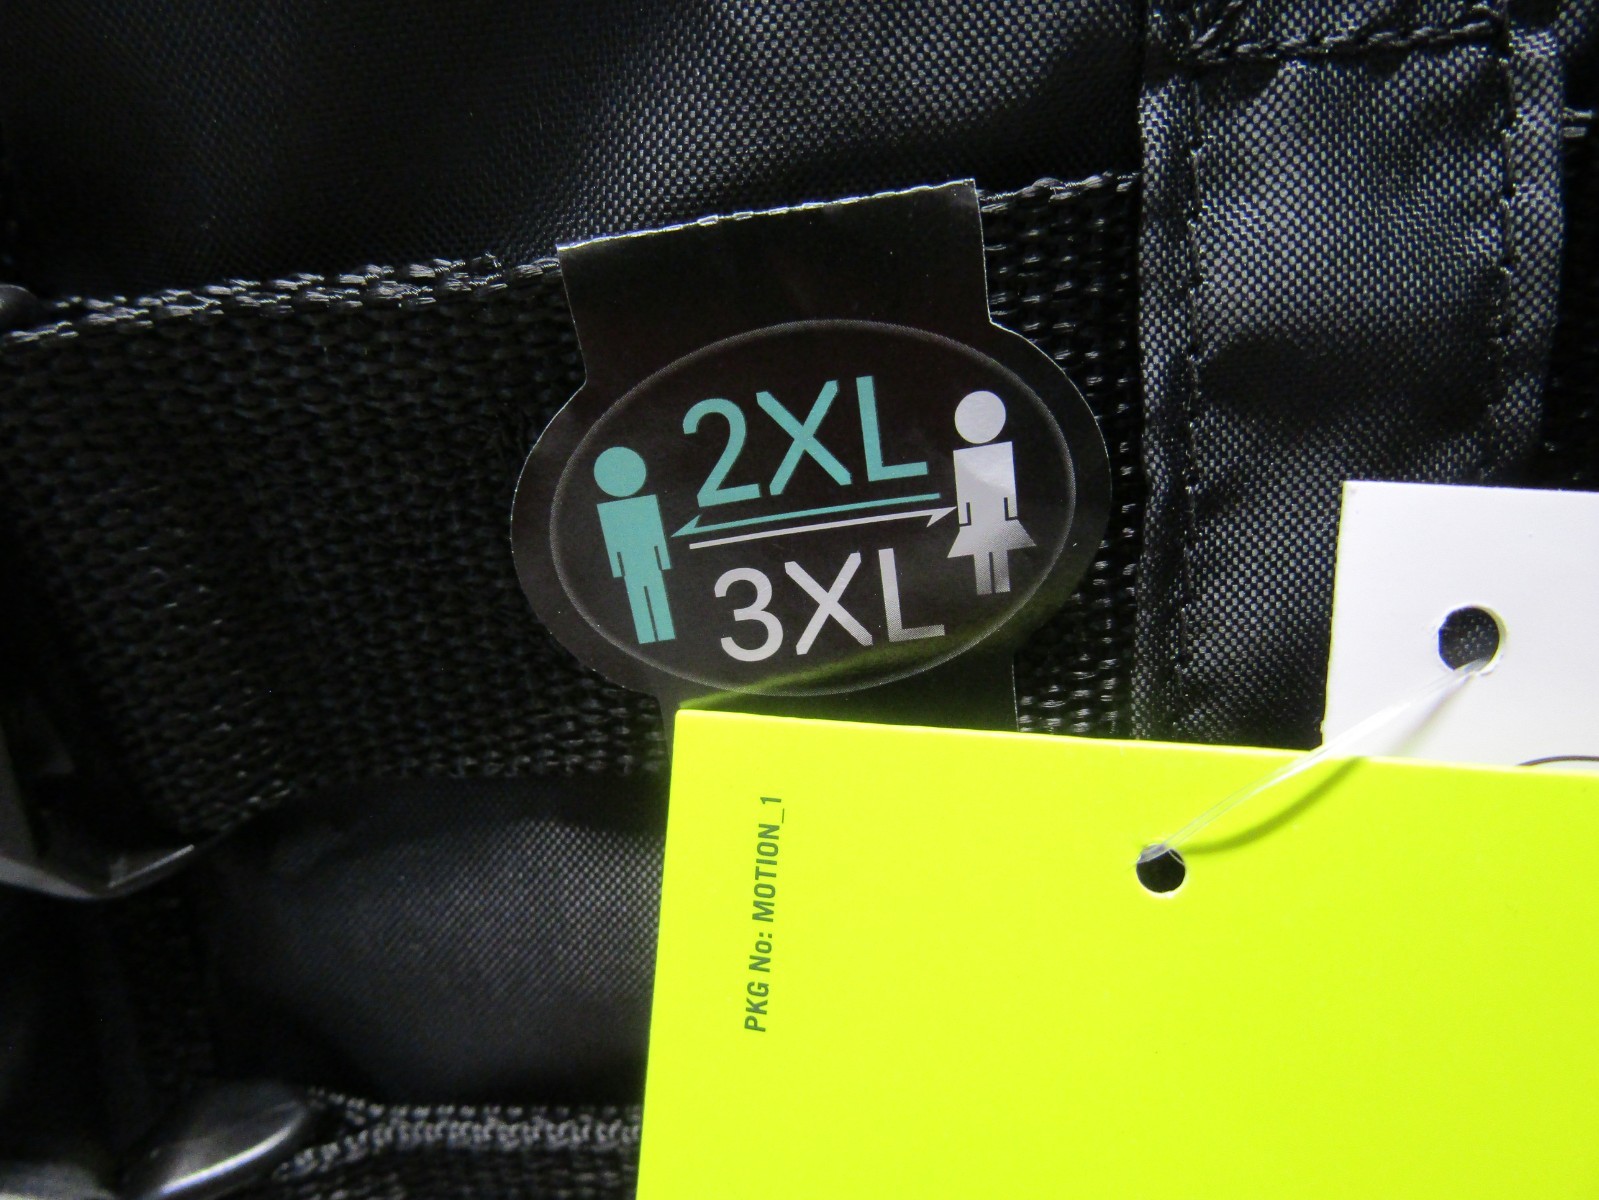 2XL
3XL
PKG No: MOTION_1